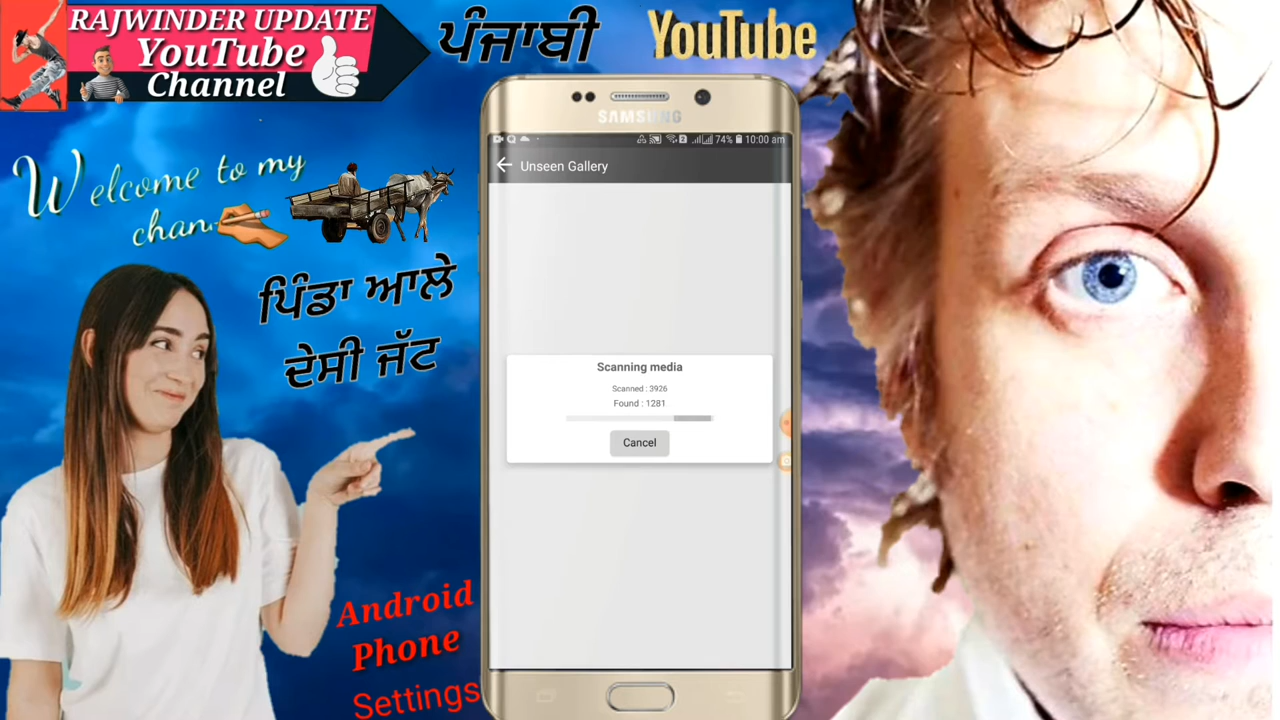 RAJWINDER UPDATE
YouTube
Channel
ਪੰਜਾਬੀ
YouTube
SAMSUNG
74% 10:00 am
Unseen Gallery
Welcome to my
chan
ਪਿੰਡਾ ਆਲੇ
ਦੇਸੀ ਜੱਟ
Scanning media
Scanned : 3926
Found : 1281
Cancel
Android
Phone
Settings